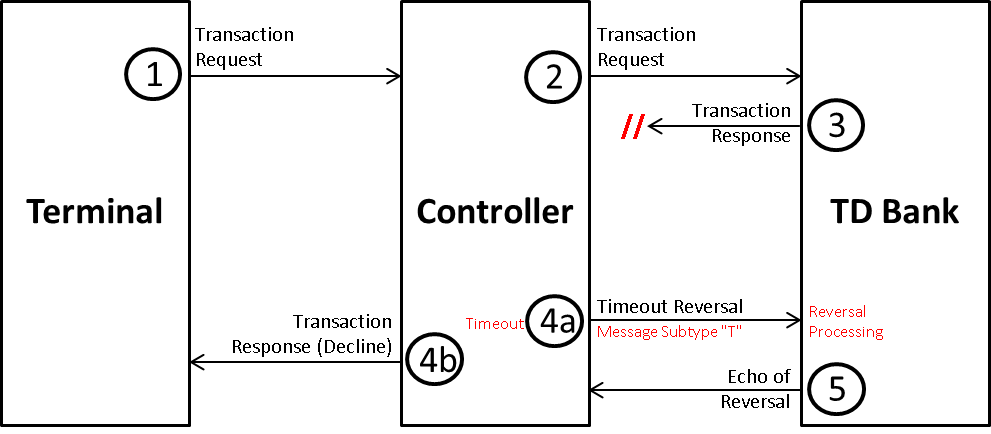 Transaction
Request
1
Transaction
Request
2
Transaction
Response
3
//
Terminal
Controller
TD Bank
Timeout
4a
Timeout Reversal
Message Subtype "T"
Reversal
Processing
Transaction
Response (Decline)
4b
Echo of
Reversal
5